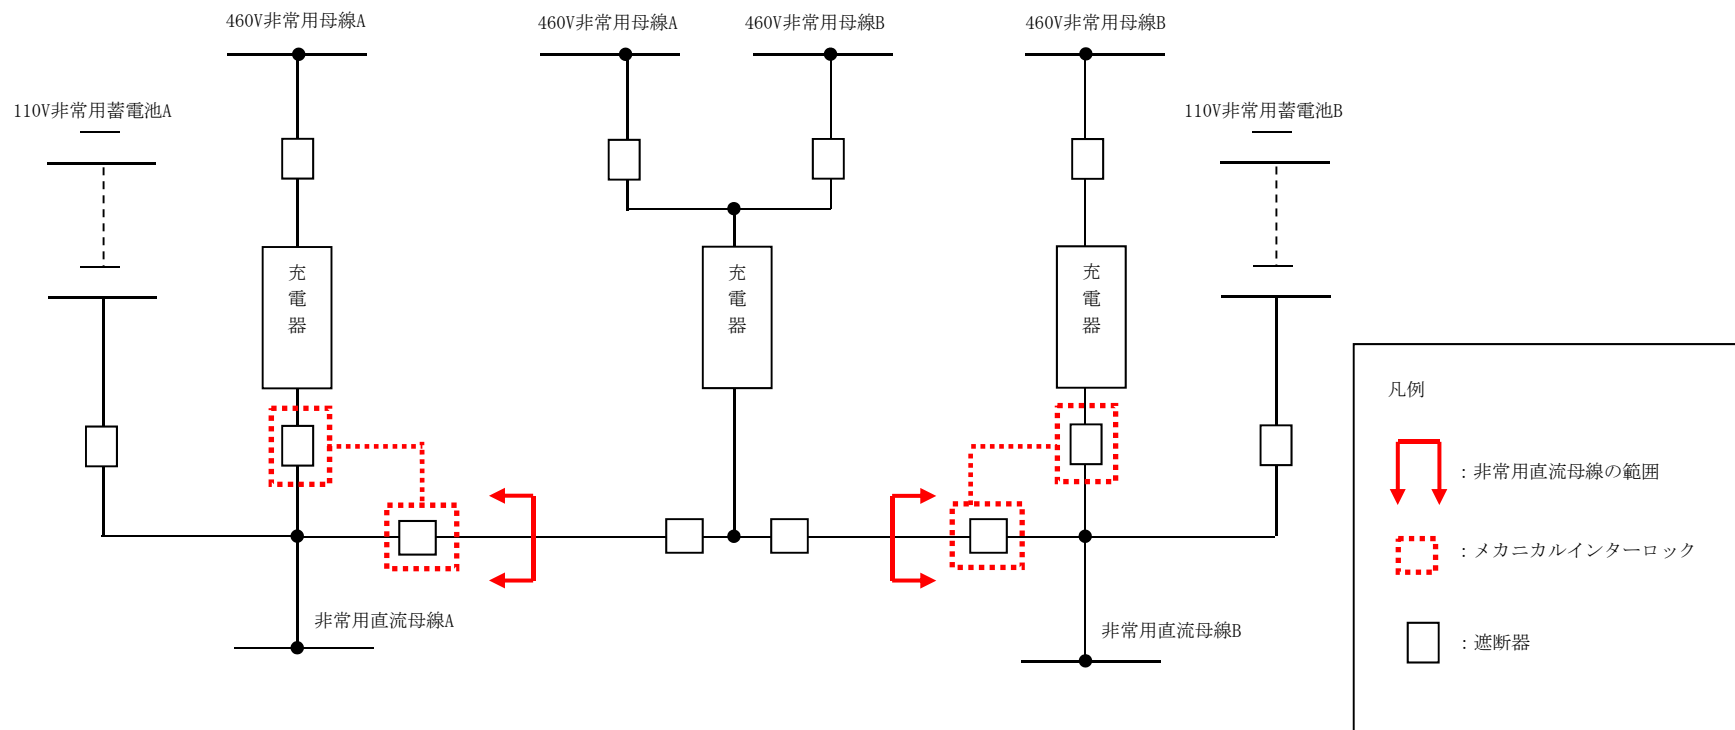 460V非常用母線A
460V非常用母線A
460V非常用母線B
460V非常用母線B
110V非常用蓄電池A
110V非常用蓄電池B
充電器
充電器
充電器
凡例
：非常用直流母線の範囲
：メカニカルインターロック
：遮断器
非常用直流母線A
非常用直流母線B